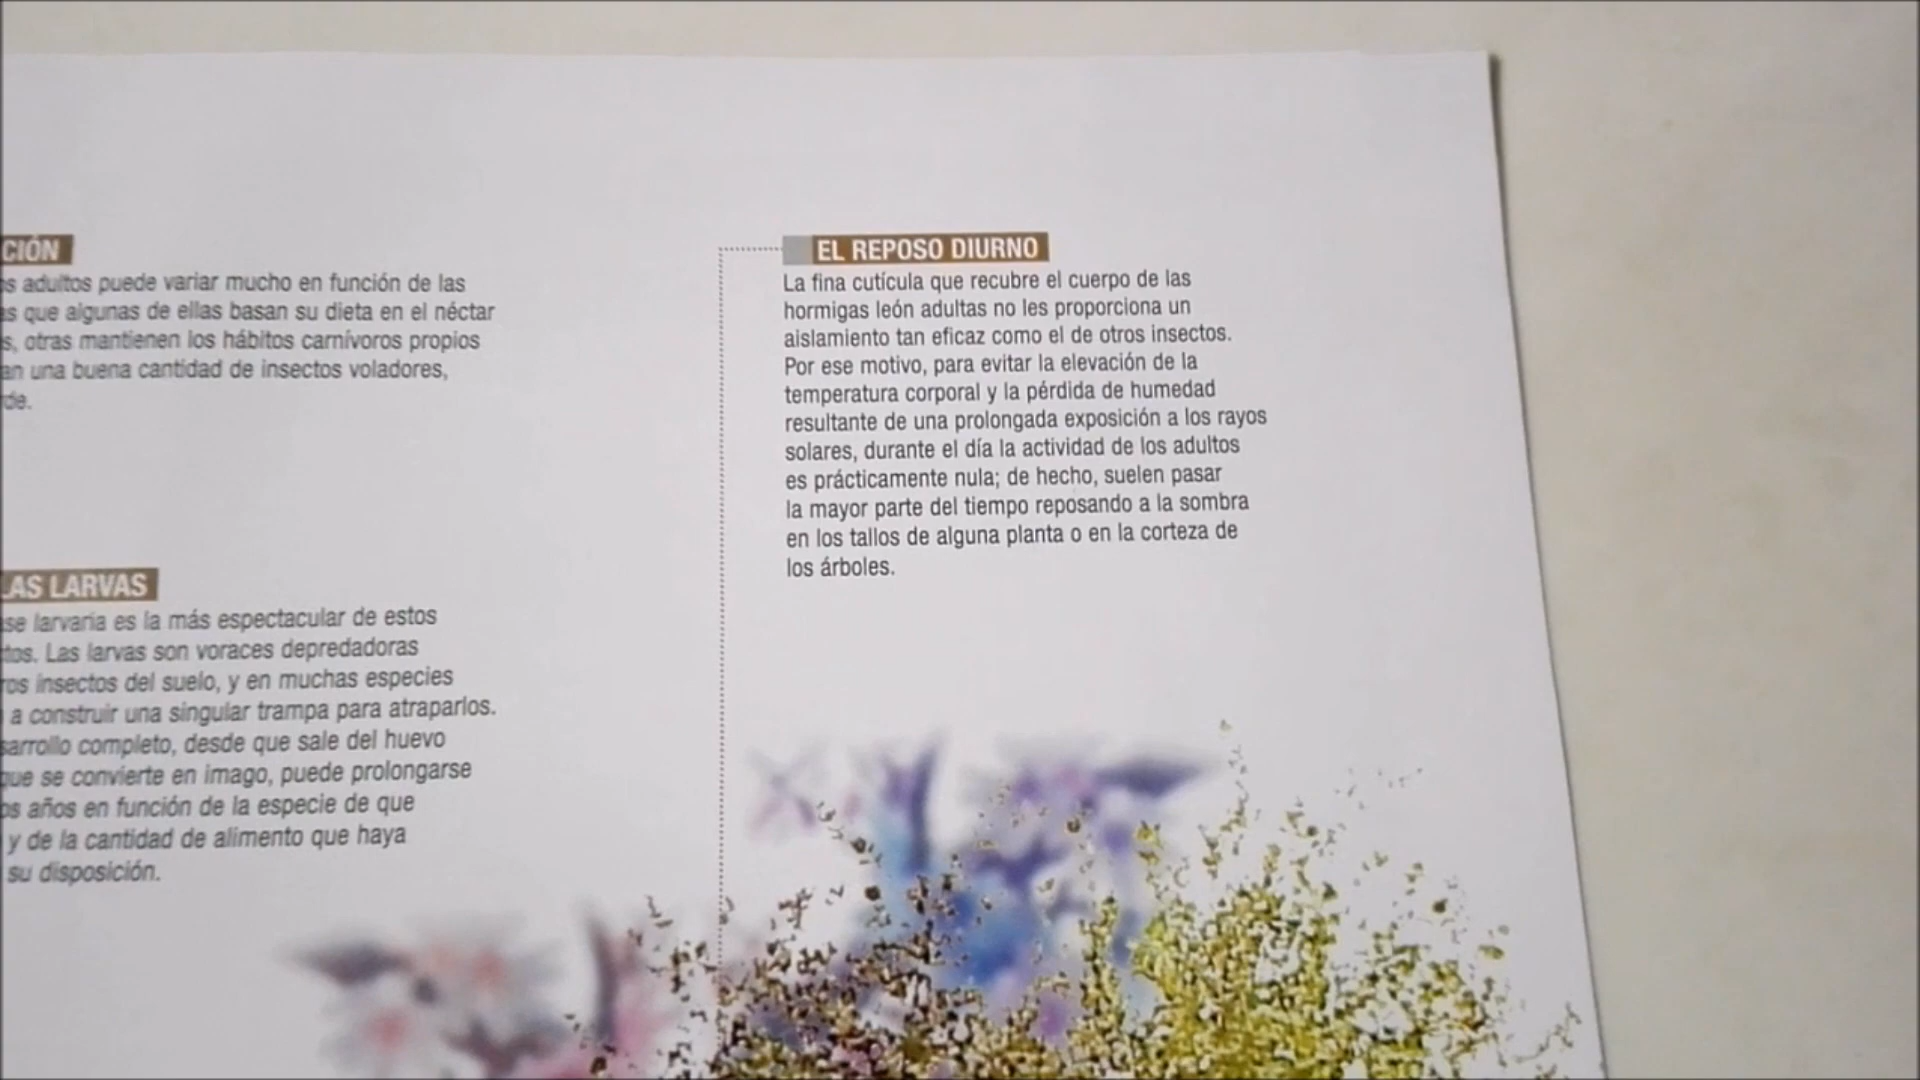 CIÓN
s adultos puede variar mucho en función de las
s que algunas de ellas basan su dieta en el néctar
s, otras mantienen los hábitos carnívoros propios
an una buena cantidad de insectos voladores,
rde.
LAS LARVAS
se larvaria es la más espectacular de estos
tos. Las larvas son voraces depredadoras
ros insectos del suelo, y en muchas especies
a construir una singular trampa para atraparlos.
sarrollo completo, desde que sale del huevo
que se convierte en imago, puede prolongarse
os años en función de la especie de que
y de la cantidad de alimento que haya
su disposición.
EL REPOSO DIURNO
La fina cutícula que recubre el cuerpo de las
hormigas león adultas no les proporciona un
aislamiento tan eficaz como el de otros insectos.
Por ese motivo, para evitar la elevación de la
temperatura corporal y la pérdida de humedad
resultante de una prolongada exposición a los rayos
solares, durante el día la actividad de los adultos
es prácticamente nula; de hecho, suelen pasar
la mayor parte del tiempo reposando a la sombra
en los tallos de alguna planta o en la corteza de
los árboles.